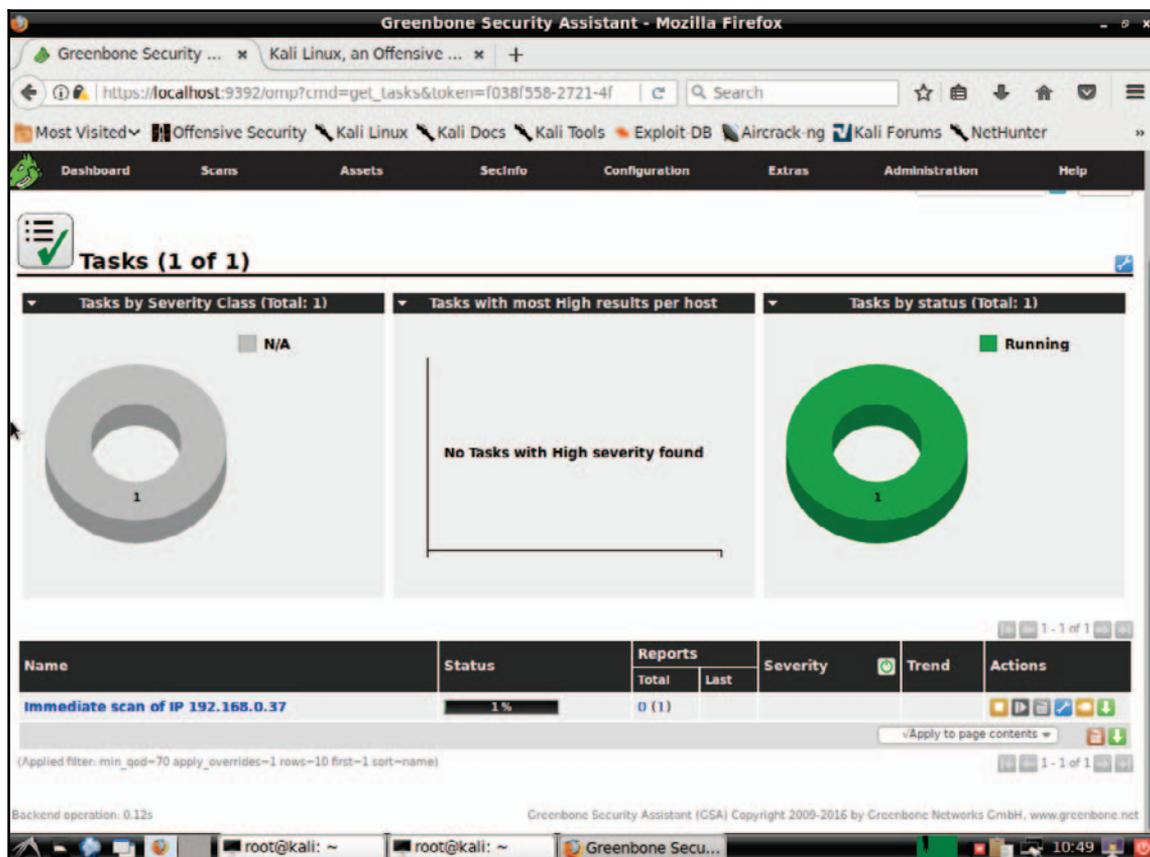 Greenbone Security Assistant - Mozilla Firefox
Greenbone Security ... × Kali Linux, an Offensive ... × +
https://localhost:9392/omp?cmd=get_tasks&token=f038f558-2721-4f Search
Most Visited Offensive Security Kali Linux Kali Docs Kali Tools Exploit-DB Aircrack-ng Kali Forums NetHunter »
Dashboard Scans Assets SecInfo Configuration Extras Administration Help
Tasks (1 of 1)
Tasks by Severity Class (Total: 1) Tasks with most High results per host Tasks by status (Total: 1)
N/A Running
No Tasks with High severity found
1 1
1 - 1 of 1
Name Status Reports Severity Trend Actions
Total Last
Immediate scan of IP 192.168.0.37 1 % 0 (1)
√Apply to page contents
(Applied filter: min_qod=70 apply_overrides=1 rows=10 first=1 sort=name) 1 - 1 of 1
Backend operation: 0.12s Greenbone Security Assistant (GSA) Copyright 2009-2016 by Greenbone Networks GmbH, www.greenbone.net
root@kali: ~ root@kali: ~ Greenbone Secu... 10:49